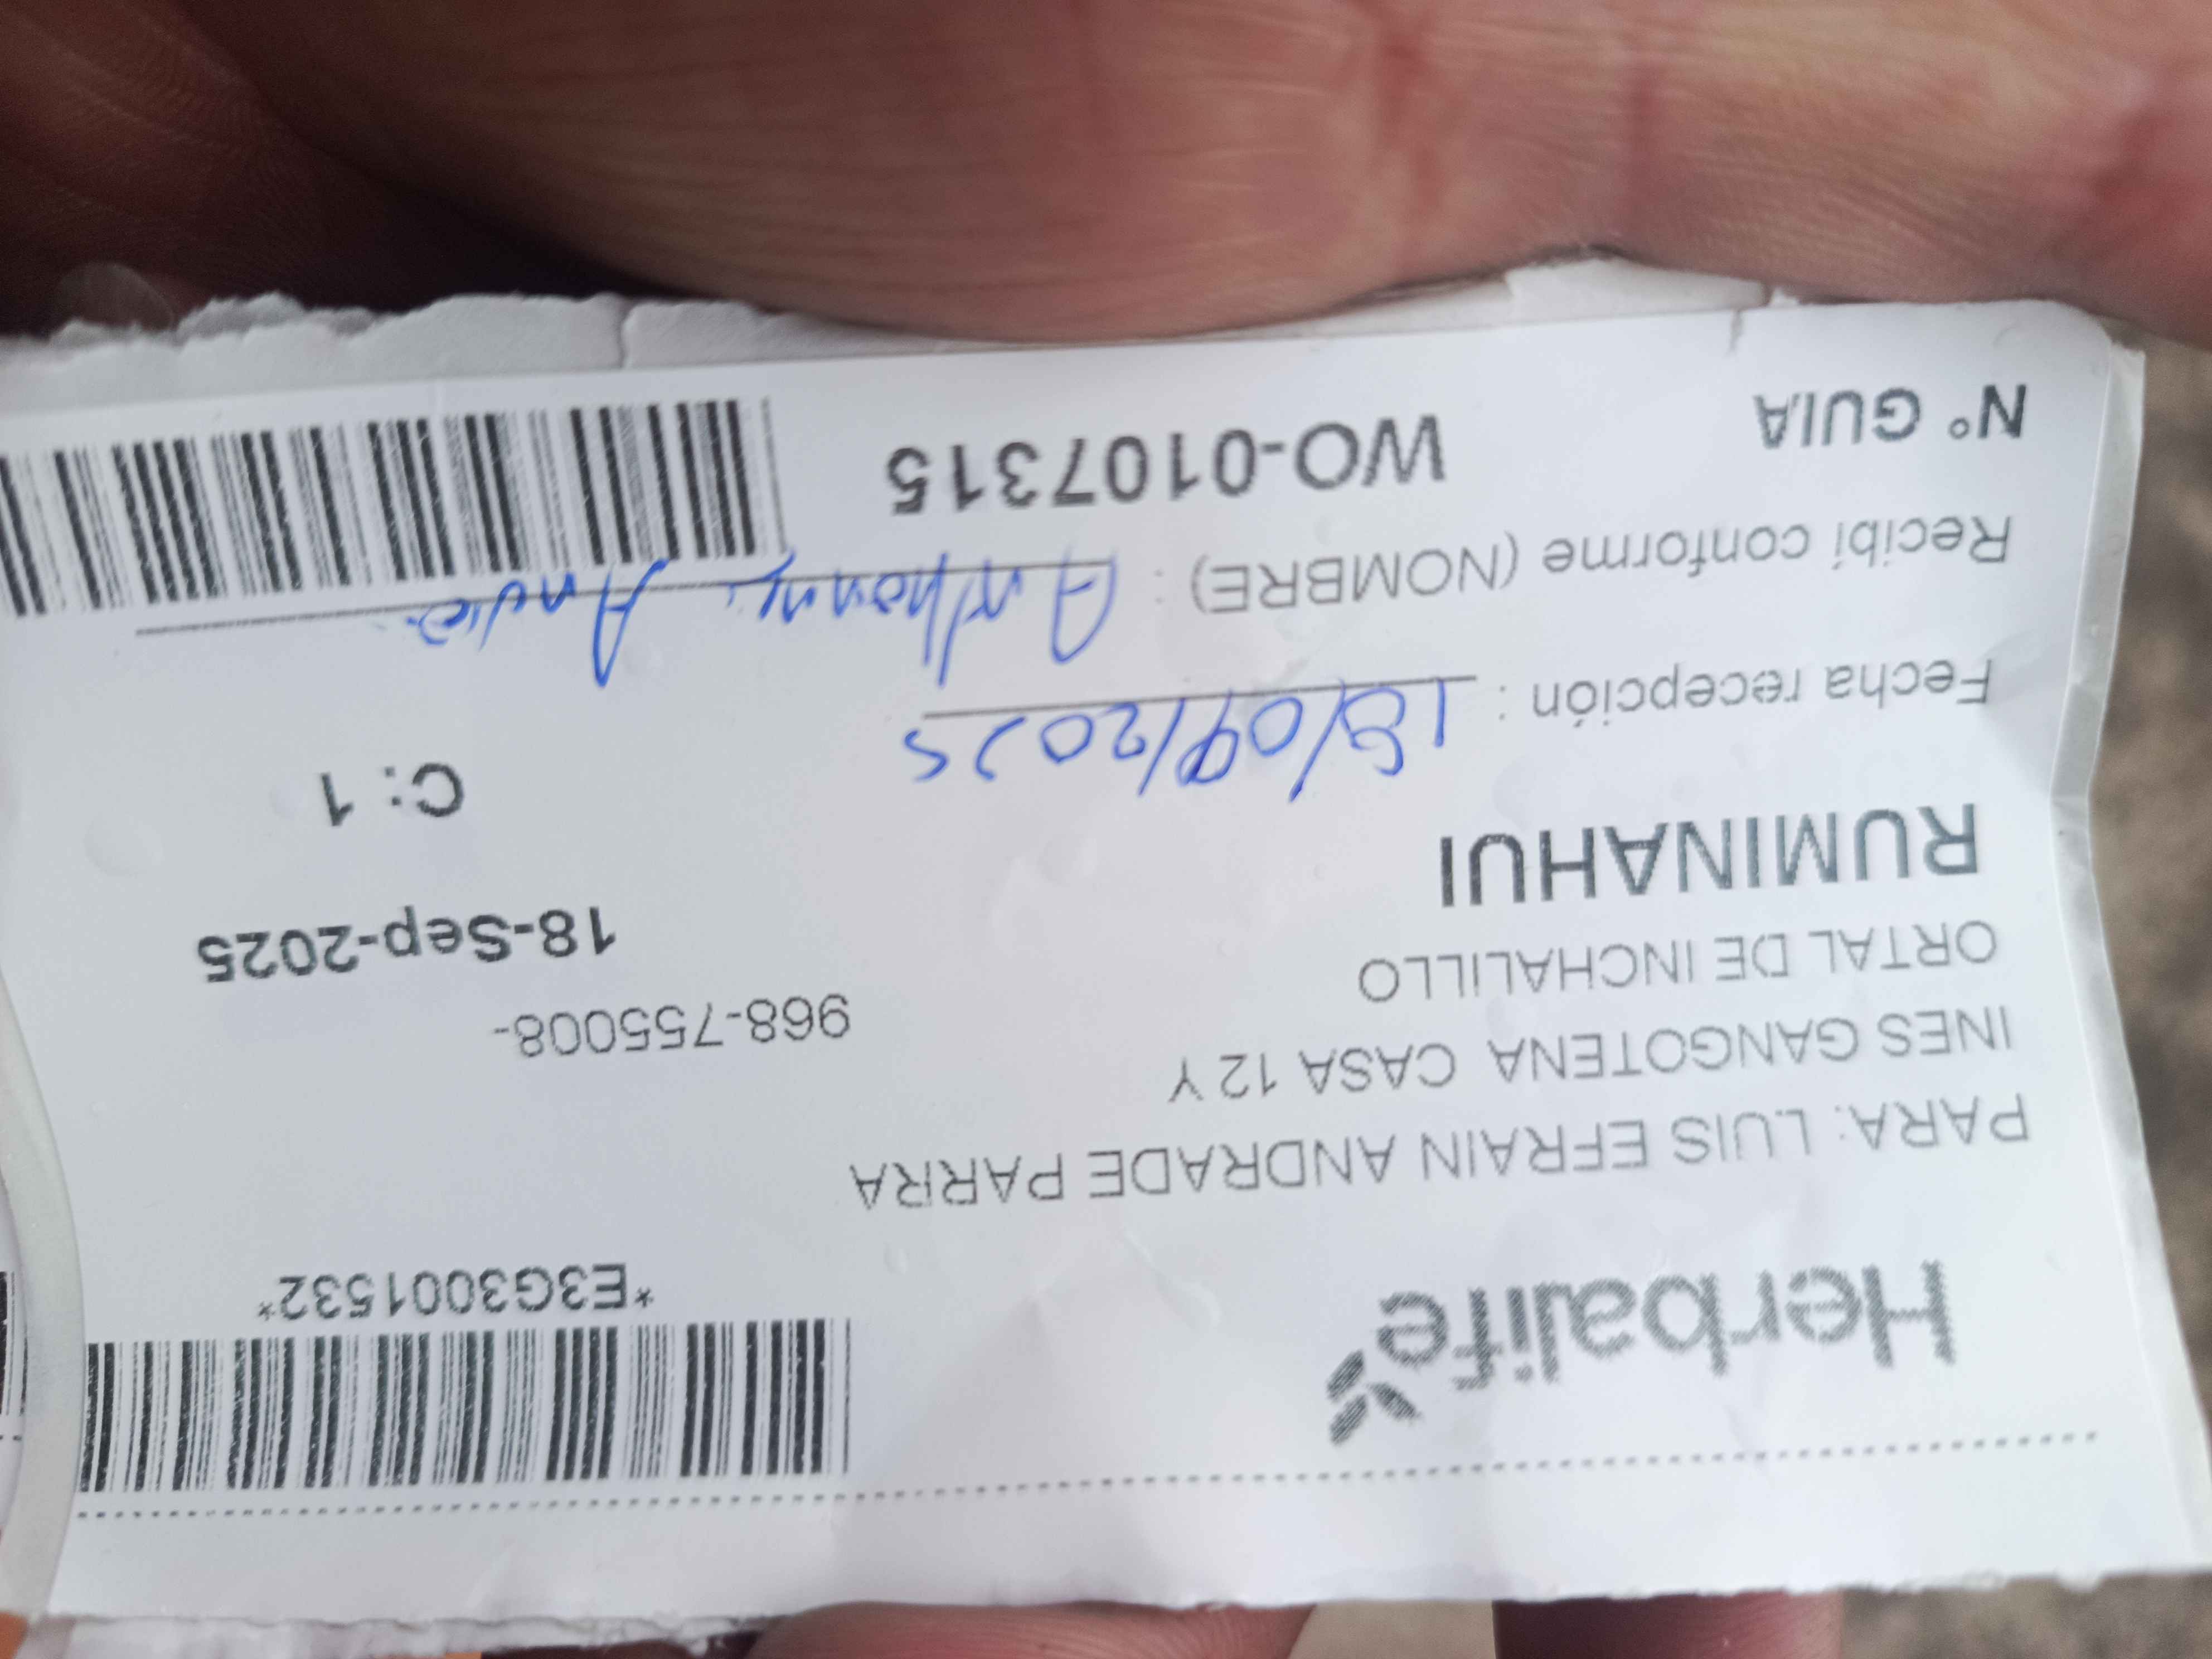 Herbalife
*E3G3001532*
PARA: LUIS EFRAIN ANDRADE PARRA
INES GANGOTENA CASA 12 Y
968-755008-
ORTAL DE INCHALILLO
18-Sep-2025
RUMINAHUI
C: 1
Fecha recepción : 18/09/2025
Recibí conforme (NOMBRE) : Anthony
N° GUIA WO-0107315